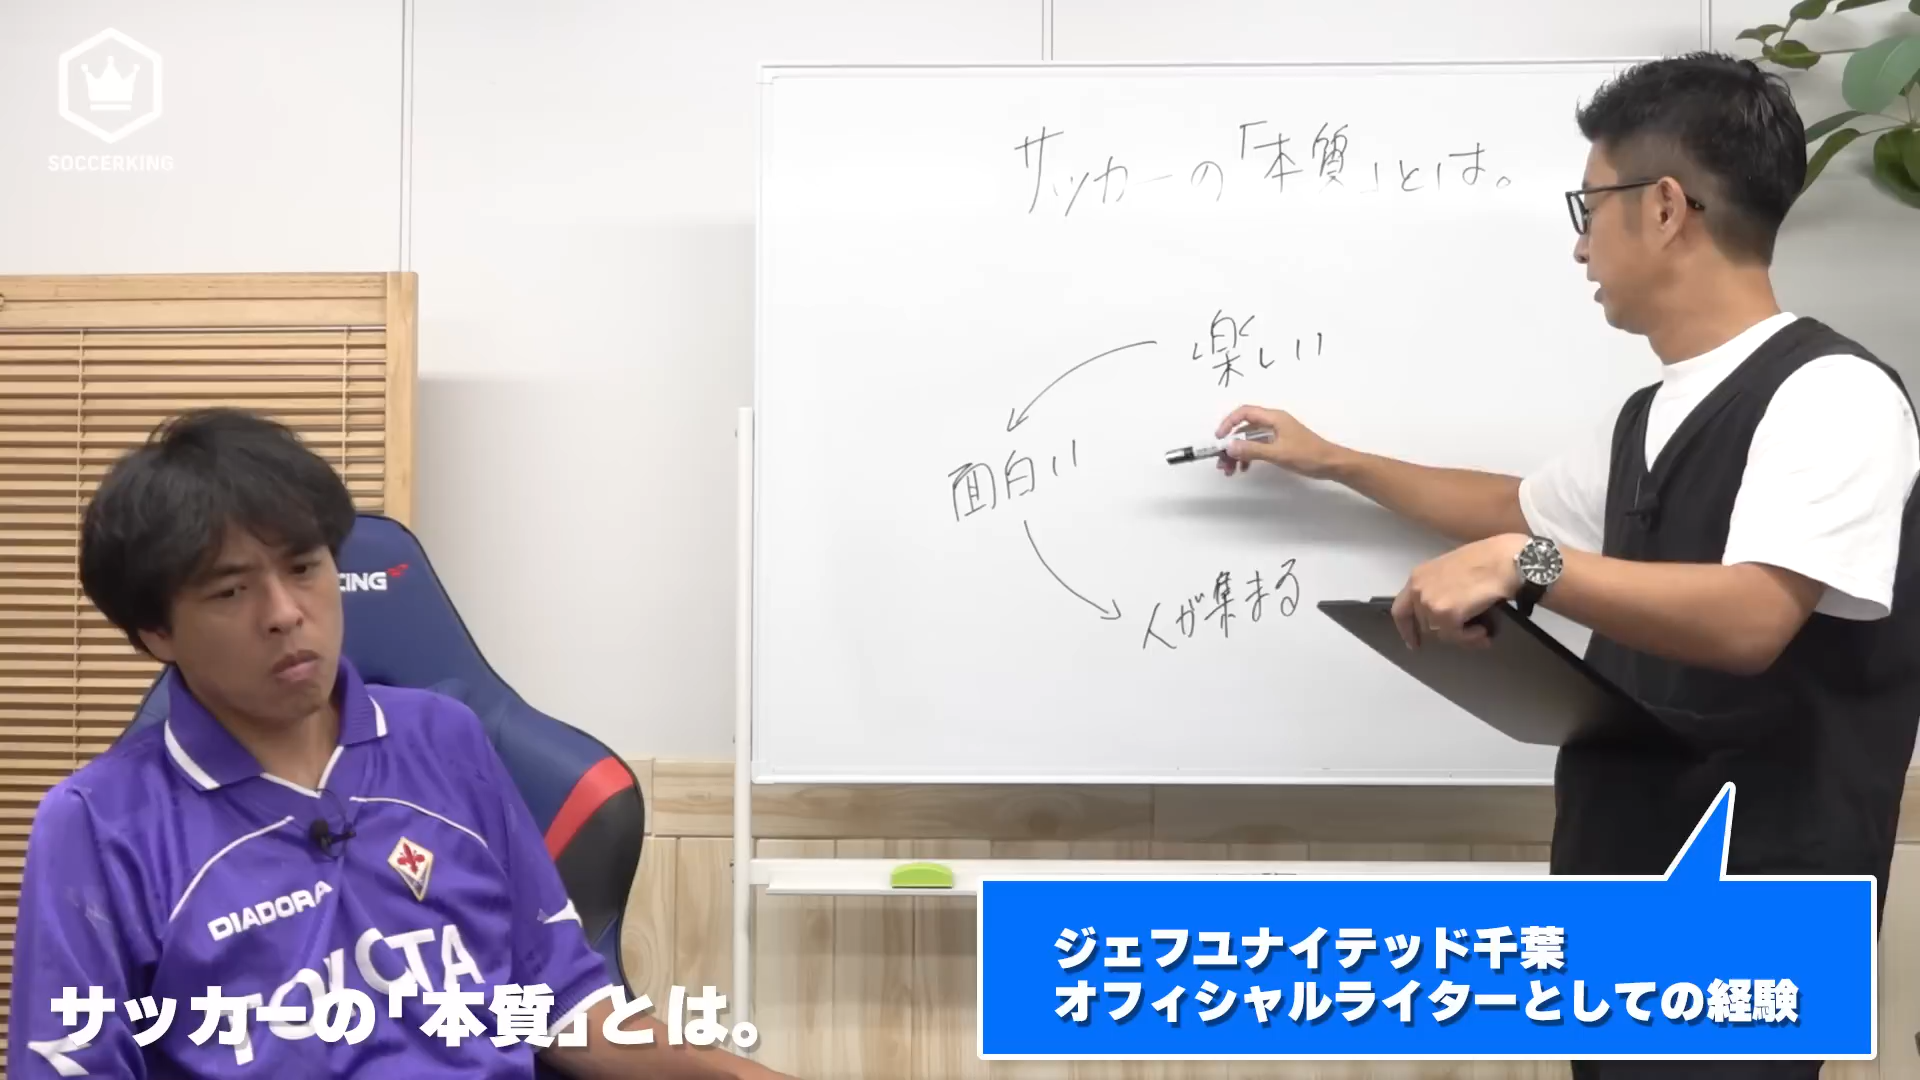 SOCCERKING
サッカーの「本質」とは。
楽しい
面白い
人が集まる
CING
DIADORA
TOYOTA
サッカーの「本質」とは。
ジェフユナイテッド千葉
オフィシャルライターとしての経験